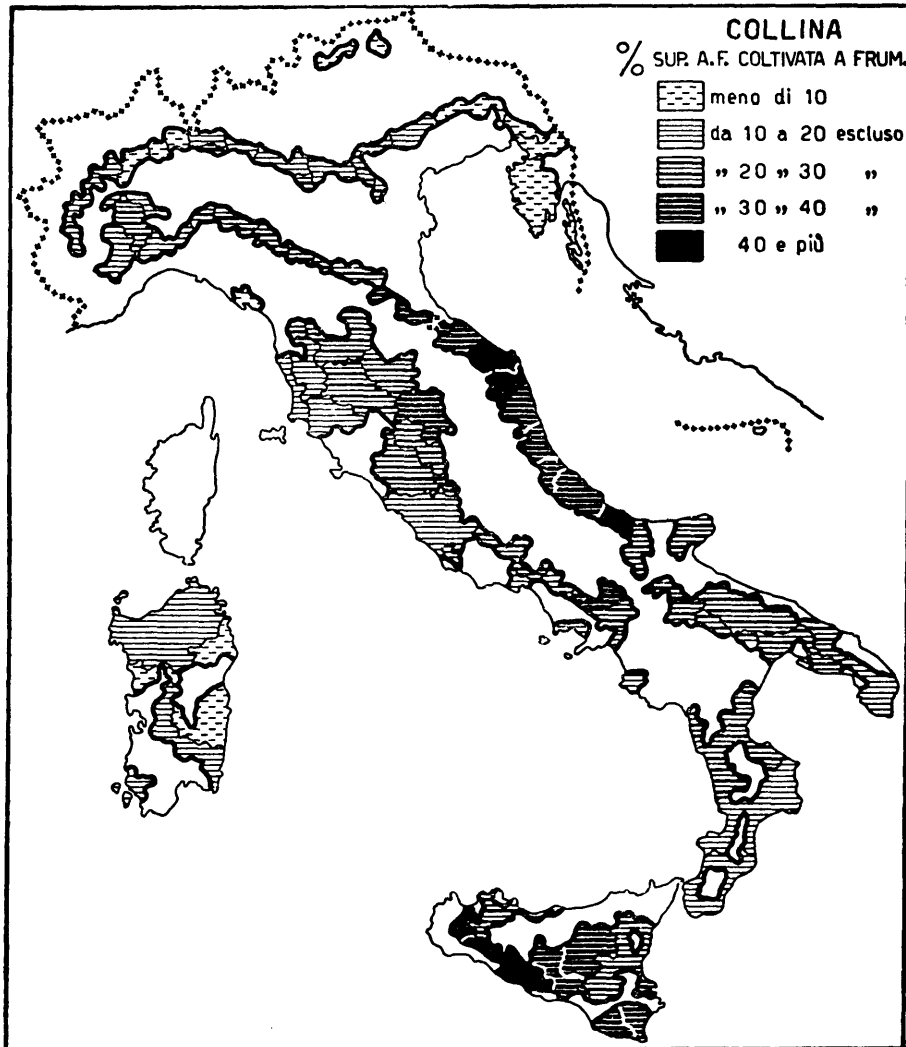 COLLINA
% SUP. A.F. COLTIVATA A FRUM.
meno di 10
da 10 a 20 escluso
„ 20 „ 30 „
„ 30 „ 40 „
40 e più